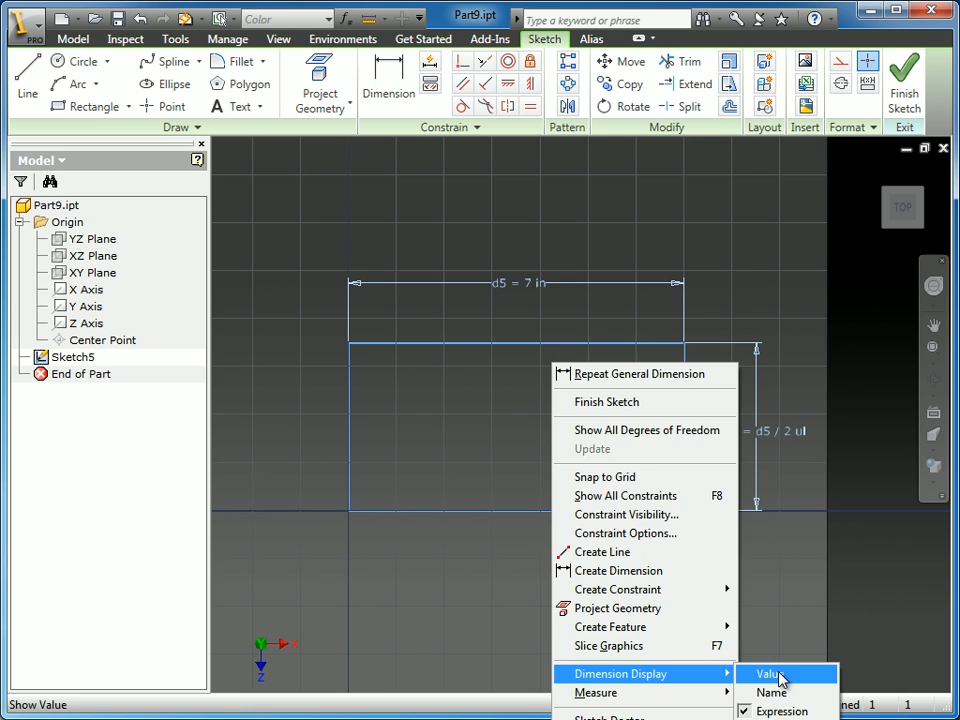 Color
Part9.ipt
Type a keyword or phrase
PRO
Model
Inspect
Tools
Manage
View
Environments
Get Started
Add-Ins
Sketch
Alias
Line
Circle
Arc
Rectangle
Spline
Ellipse
Point
Fillet
Polygon
Text
Project
Geometry
Dimension
Move
Copy
Rotate
Trim
Extend
Split
Finish
Sketch
Draw
Constrain
Pattern
Modify
Layout
Insert
Format
Exit
Model
Part9.ipt
Origin
YZ Plane
XZ Plane
XY Plane
X Axis
Y Axis
Z Axis
Center Point
Sketch5
End of Part
TOP
d5 = 7 in
= d5 / 2 ul
Repeat General Dimension
Finish Sketch
Show All Degrees of Freedom
Update
Snap to Grid
Show All Constraints F8
Constraint Visibility...
Constraint Options...
Create Line
Create Dimension
Create Constraint
Project Geometry
Create Feature
Slice Graphics F7
Dimension Display
Measure
Value
Name
Expression
X
Z
Show Value
1 1